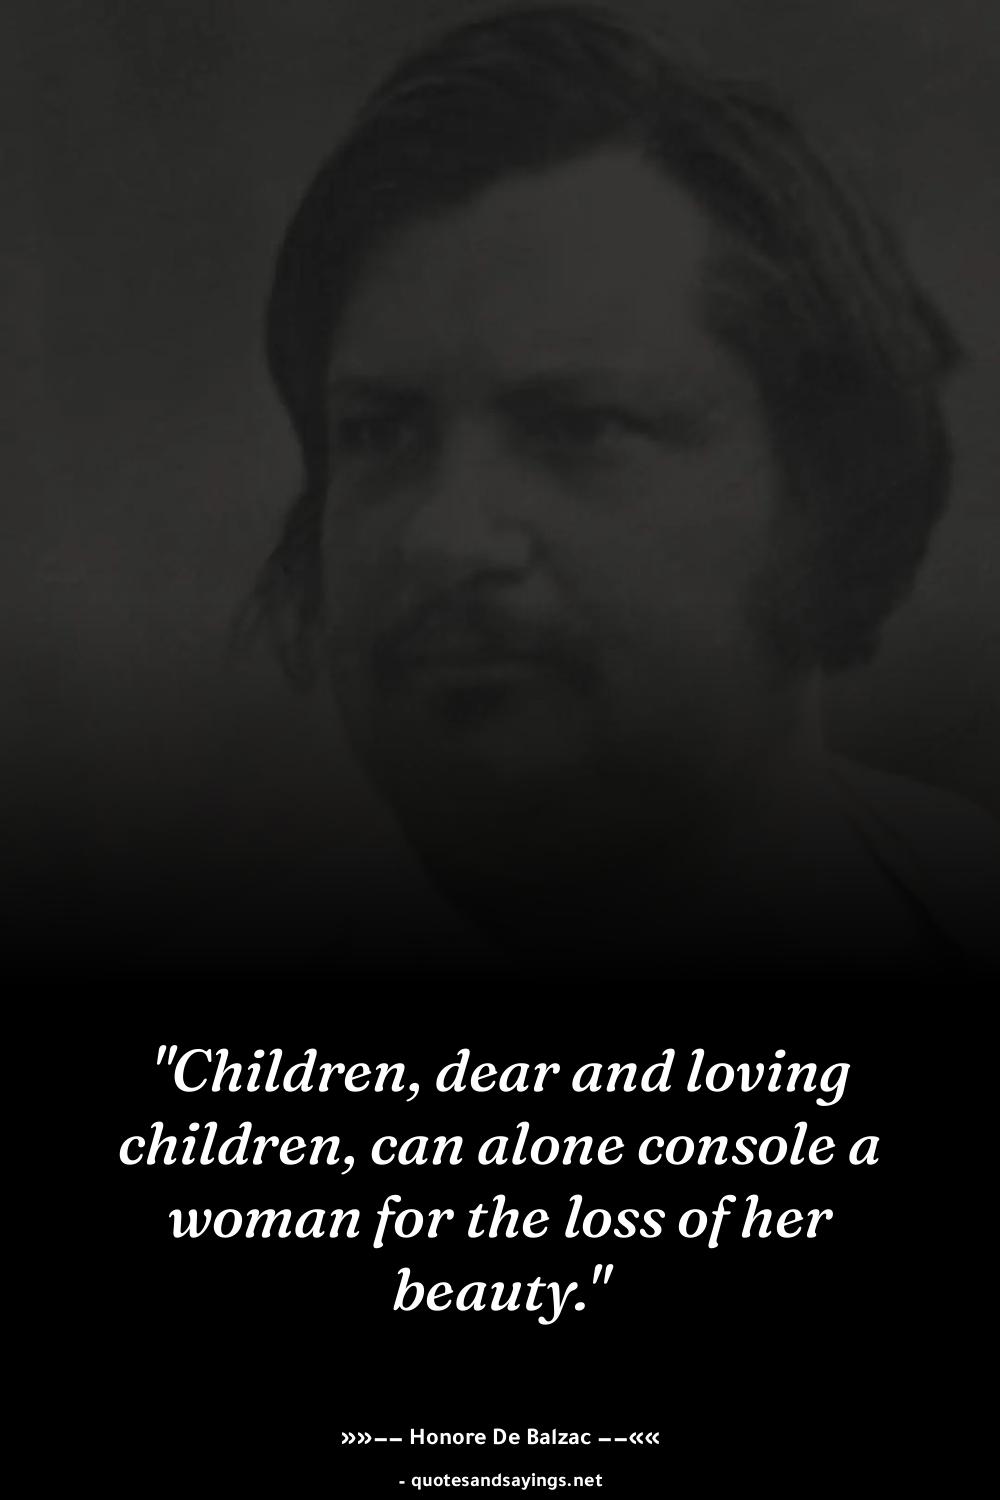 "Children, dear and loving
children, can alone console a
woman for the loss of her
beauty."
»»–– Honore De Balzac ––««
- quotesandsayings.net